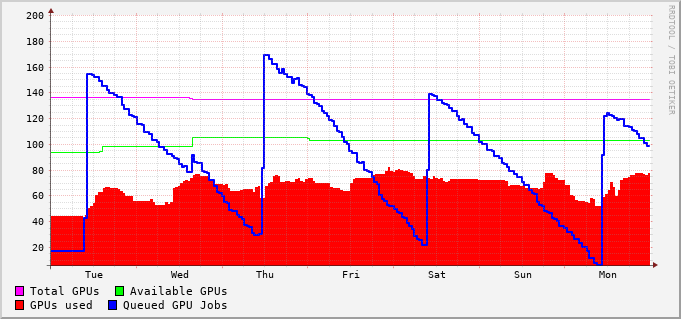 200
180
160
140
120
100
80
60
40
20
Tue Wed Thu Fri Sat Sun Mon
Total GPUs Available GPUs
GPUs used Queued GPU Jobs
RRDTOOL / TOBI OETIKER